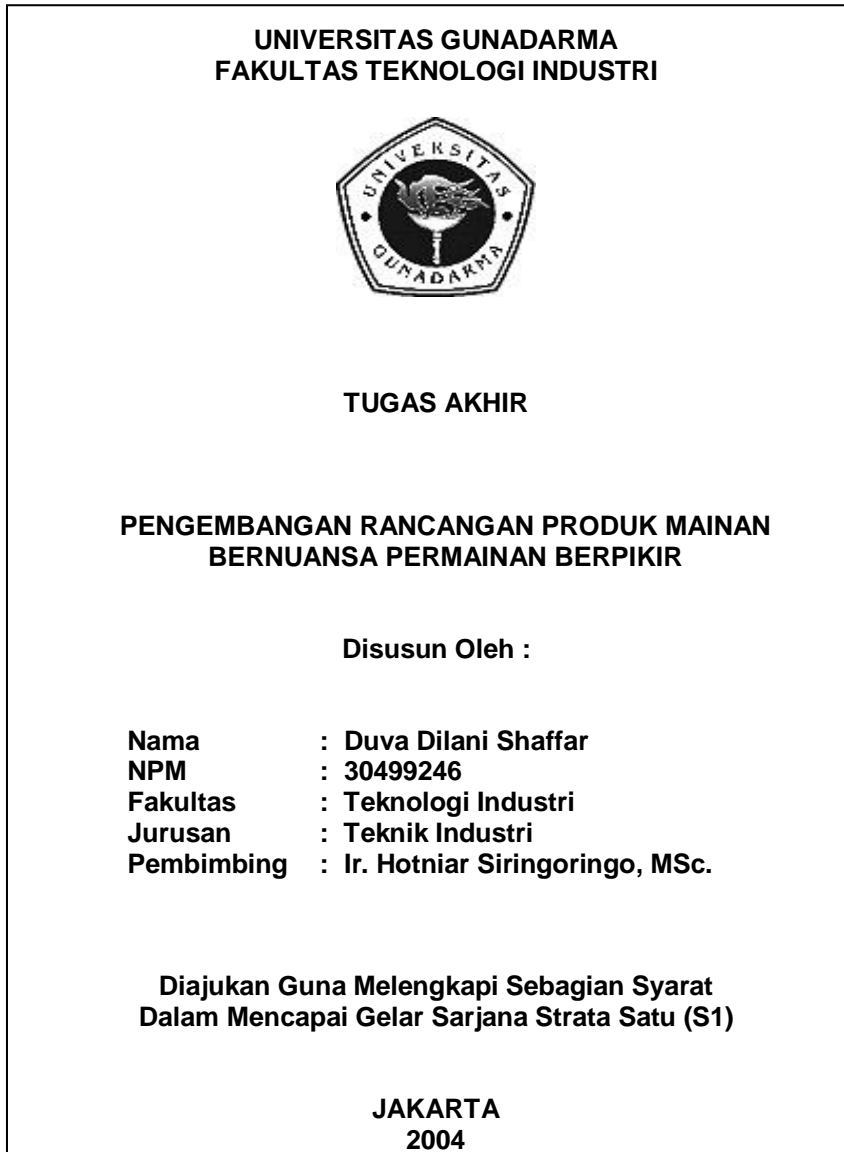 UNIVERSITAS GUNADARMA
FAKULTAS TEKNOLOGI INDUSTRI
UNIVERSITAS
GUNADARMA
TUGAS AKHIR
PENGEMBANGAN RANCANGAN PRODUK MAINAN
BERNUANSA PERMAINAN BERPIKIR
Disusun Oleh :
Nama : Duva Dilani Shaffar
NPM : 30499246
Fakultas : Teknologi Industri
Jurusan : Teknik Industri
Pembimbing : Ir. Hotniar Siringoringo, MSc.
Diajukan Guna Melengkapi Sebagian Syarat
Dalam Mencapai Gelar Sarjana Strata Satu (S1)
JAKARTA
2004